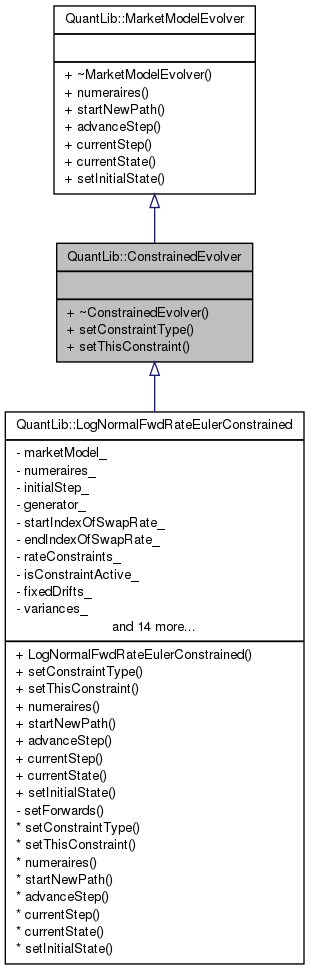 QuantLib::MarketModelEvolver
+ ~MarketModelEvolver()
+ numeraires()
+ startNewPath()
+ advanceStep()
+ currentStep()
+ currentState()
+ setInitialState()
QuantLib::ConstrainedEvolver
+ ~ConstrainedEvolver()
+ setConstraintType()
+ setThisConstraint()
QuantLib::LogNormalFwdRateEulerConstrained
- marketModel_
- numeraires_
- initialStep_
- generator_
- startIndexOfSwapRate_
- endIndexOfSwapRate_
- rateConstraints_
- isConstraintActive_
- fixedDrifts_
- variances_
and 14 more...
+ LogNormalFwdRateEulerConstrained()
+ setConstraintType()
+ setThisConstraint()
+ numeraires()
+ startNewPath()
+ advanceStep()
+ currentStep()
+ currentState()
+ setInitialState()
- setForwards()
* setConstraintType()
* setThisConstraint()
* numeraires()
* startNewPath()
* advanceStep()
* currentStep()
* currentState()
* setInitialState()